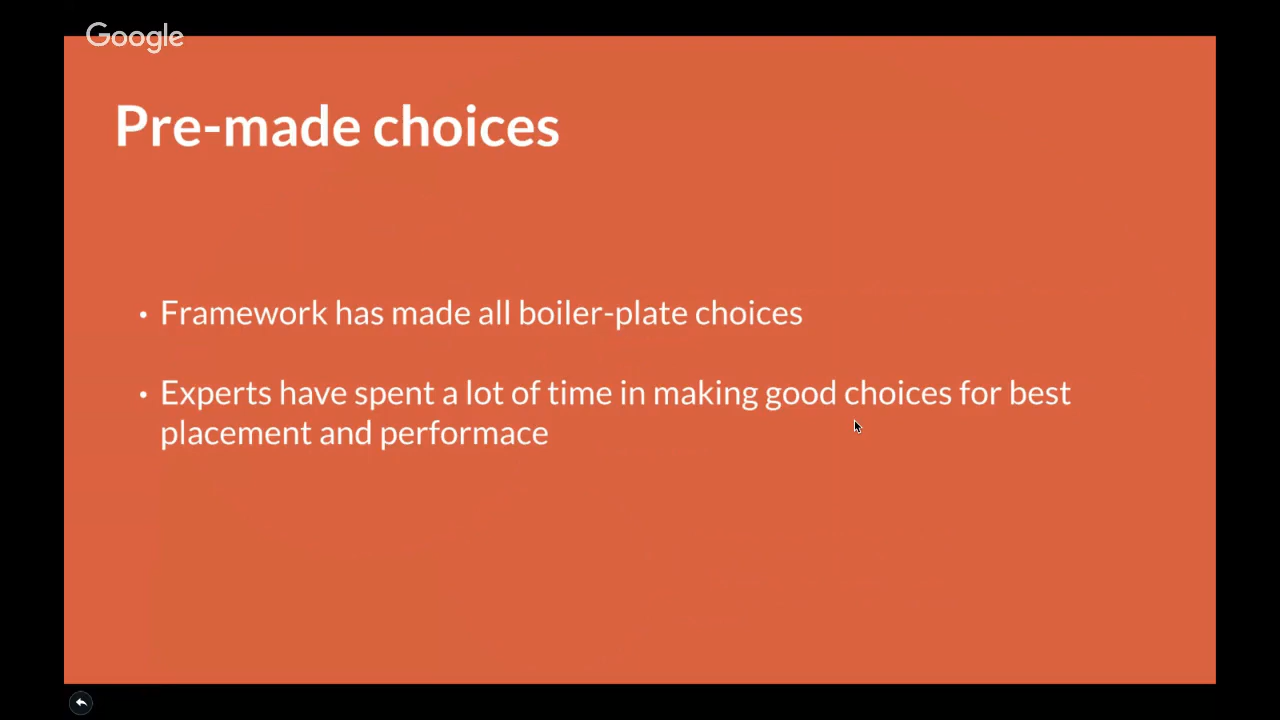 Google
Pre-made choices
• Framework has made all boiler-plate choices
• Experts have spent a lot of time in making good choices for best
placement and performace